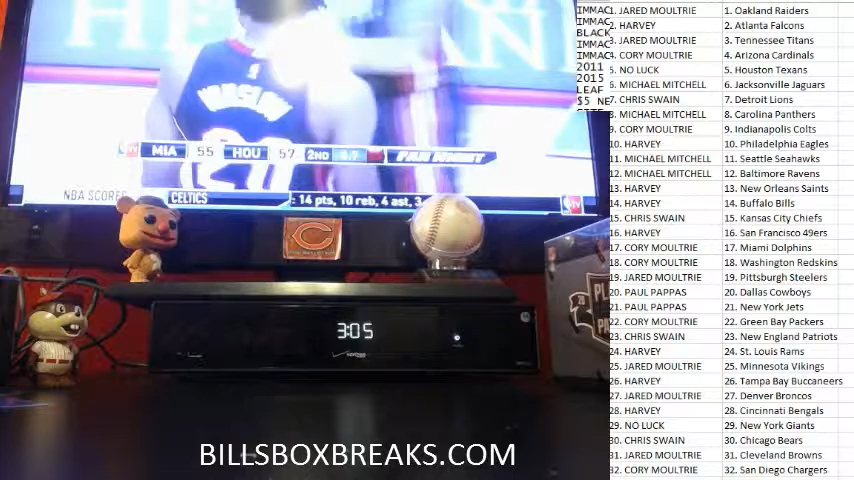 IMMAC
IMMAC
BLACK
IMMAC
IMMAC
2011
2015
LEAF
$5 NE
1. JARED MOULTRIE 1. Oakland Raiders
2. HARVEY 2. Atlanta Falcons
3. JARED MOULTRIE 3. Tennessee Titans
4. CORY MOULTRIE 4. Arizona Cardinals
5. NO LUCK 5. Houston Texans
6. MICHAEL MITCHELL 6. Jacksonville Jaguars
7. CHRIS SWAIN 7. Detroit Lions
8. MICHAEL MITCHELL 8. Carolina Panthers
9. CORY MOULTRIE 9. Indianapolis Colts
10. HARVEY 10. Philadelphia Eagles
11. MICHAEL MITCHELL 11. Seattle Seahawks
12. MICHAEL MITCHELL 12. Baltimore Ravens
13. HARVEY 13. New Orleans Saints
14. HARVEY 14. Buffalo Bills
15. CHRIS SWAIN 15. Kansas City Chiefs
16. HARVEY 16. San Francisco 49ers
17. CORY MOULTRIE 17. Miami Dolphins
18. CORY MOULTRIE 18. Washington Redskins
19. JARED MOULTRIE 19. Pittsburgh Steelers
20. PAUL PAPPAS 20. Dallas Cowboys
21. PAUL PAPPAS 21. New York Jets
22. CORY MOULTRIE 22. Green Bay Packers
23. CHRIS SWAIN 23. New England Patriots
24. HARVEY 24. St. Louis Rams
25. JARED MOULTRIE 25. Minnesota Vikings
26. HARVEY 26. Tampa Bay Buccaneers
27. JARED MOULTRIE 27. Denver Broncos
28. HARVEY 28. Cincinnati Bengals
29. NO LUCK 29. New York Giants
30. CHRIS SWAIN 30. Chicago Bears
31. JARED MOULTRIE 31. Cleveland Browns
32. CORY MOULTRIE 32. San Diego Chargers
WINSLOW
MIA 55 HOU 57 2ND FAN NIGHT
NBA SCORES CELTICS : 14 pts, 10 reb, 4 ast, 3
3:05
verizon
BILLSBOXBREAKS.COM